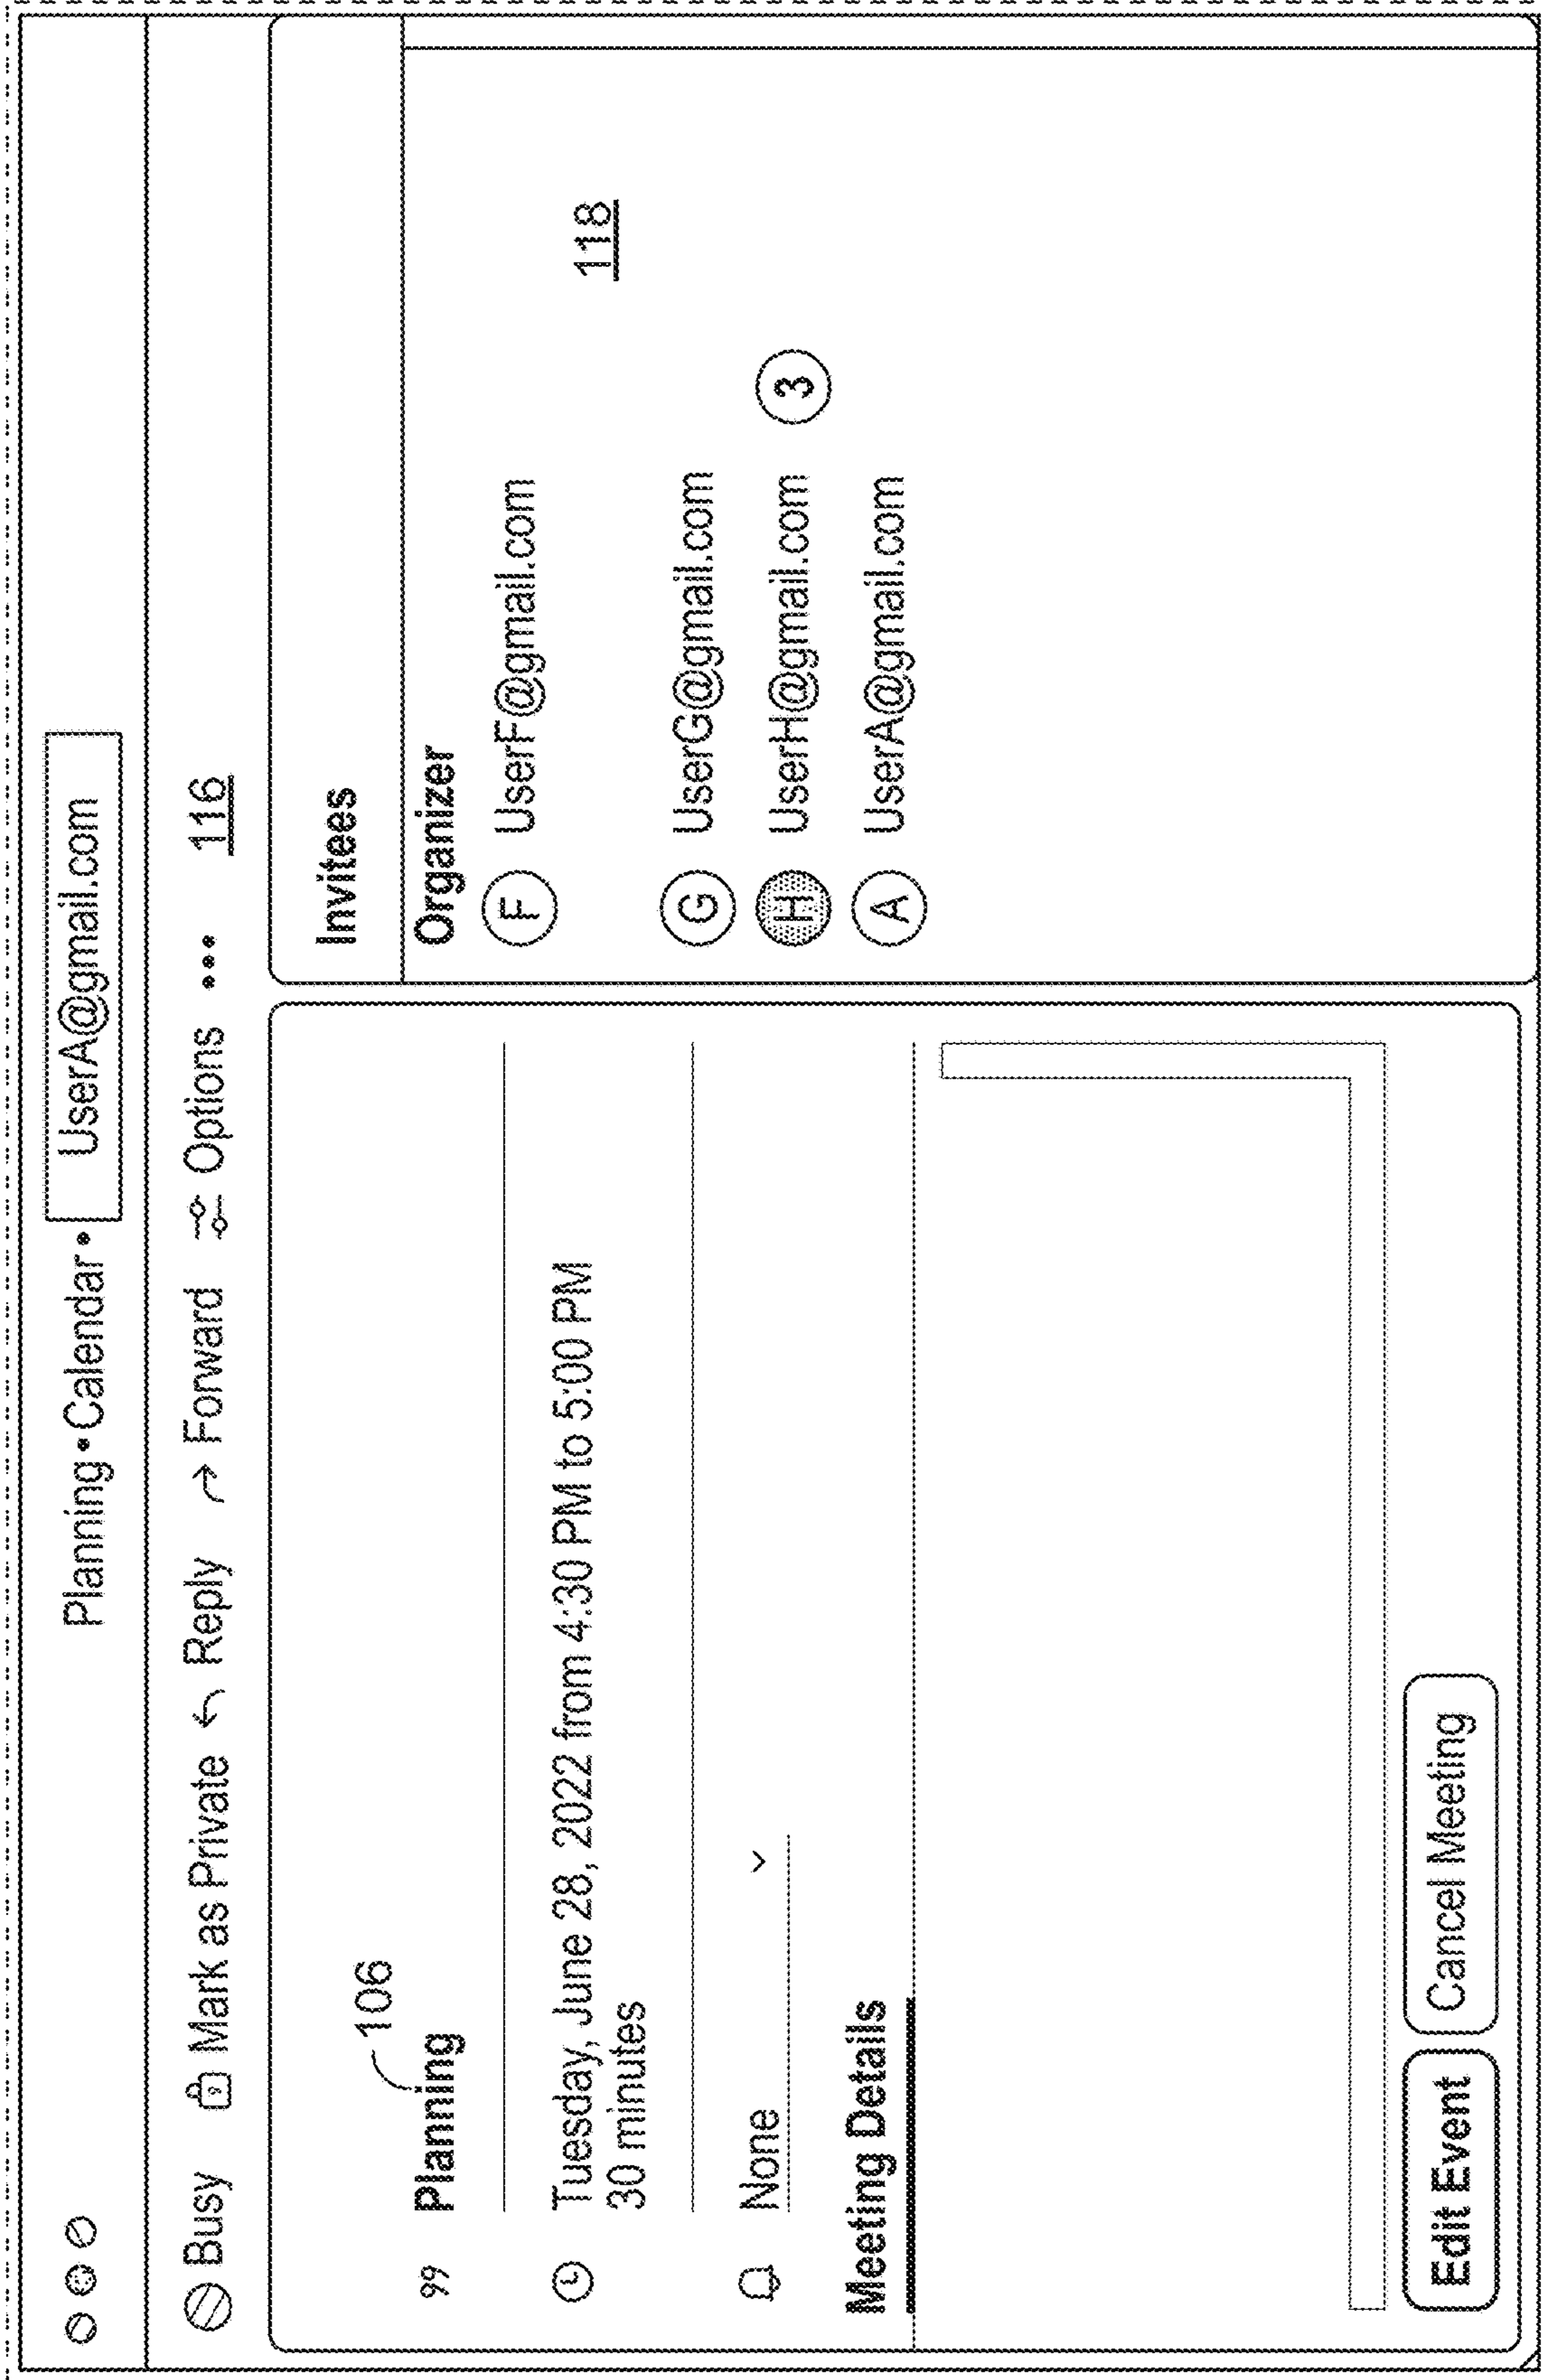 Planning • Calendar • UserA@gmail.com
Busy Mark as Private Reply Forward Options ••• 116
106
Planning
Tuesday, June 28, 2022 from 4:30 PM to 5:00 PM
30 minutes
None
Meeting Details
Edit Event Cancel Meeting
Invitees
Organizer
F UserF@gmail.com
118
G UserG@gmail.com
H UserH@gmail.com 3
A UserA@gmail.com